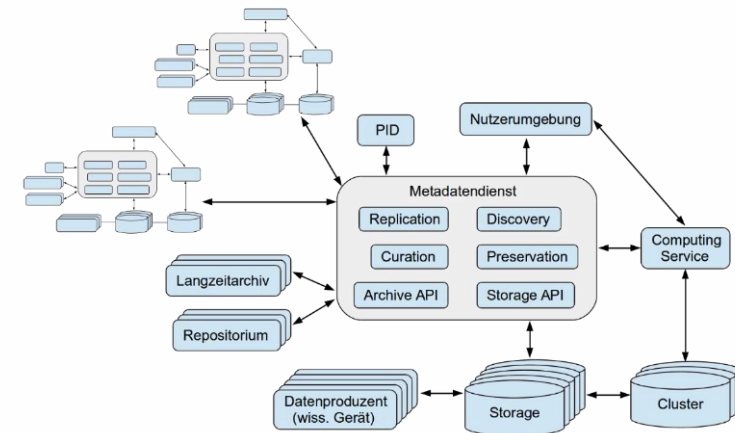 PID
Nutzerumgebung
Metadatendienst
Replication
Discovery
Curation
Preservation
Archive API
Storage API
Computing
Service
Langzeitarchiv
Repositorium
Datenproduzent
(wiss. Gerät)
Storage
Cluster